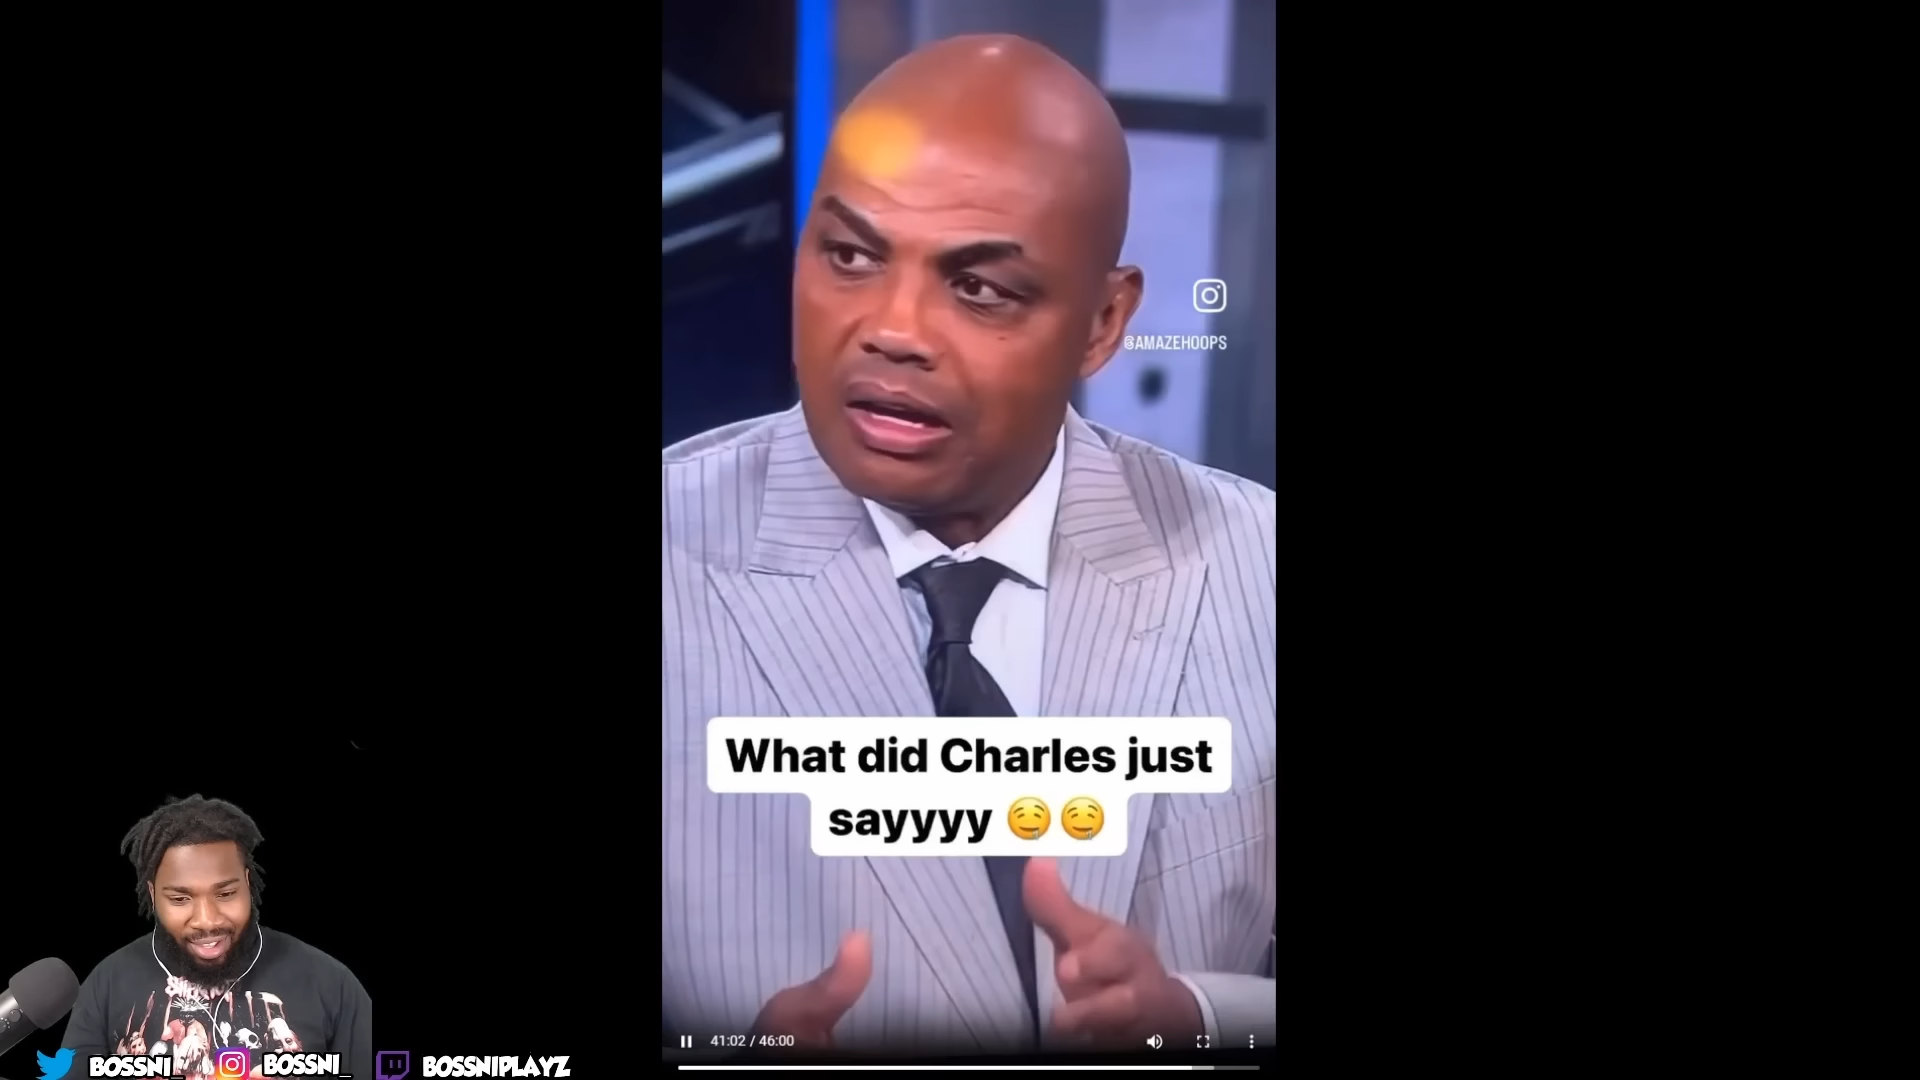 @AMAZEHOOPS
What did Charles just
sayyyy 🤤🤤
41:02 / 46:00
BOSSNI_
BOSSNI_
BOSSNIPLAYZ